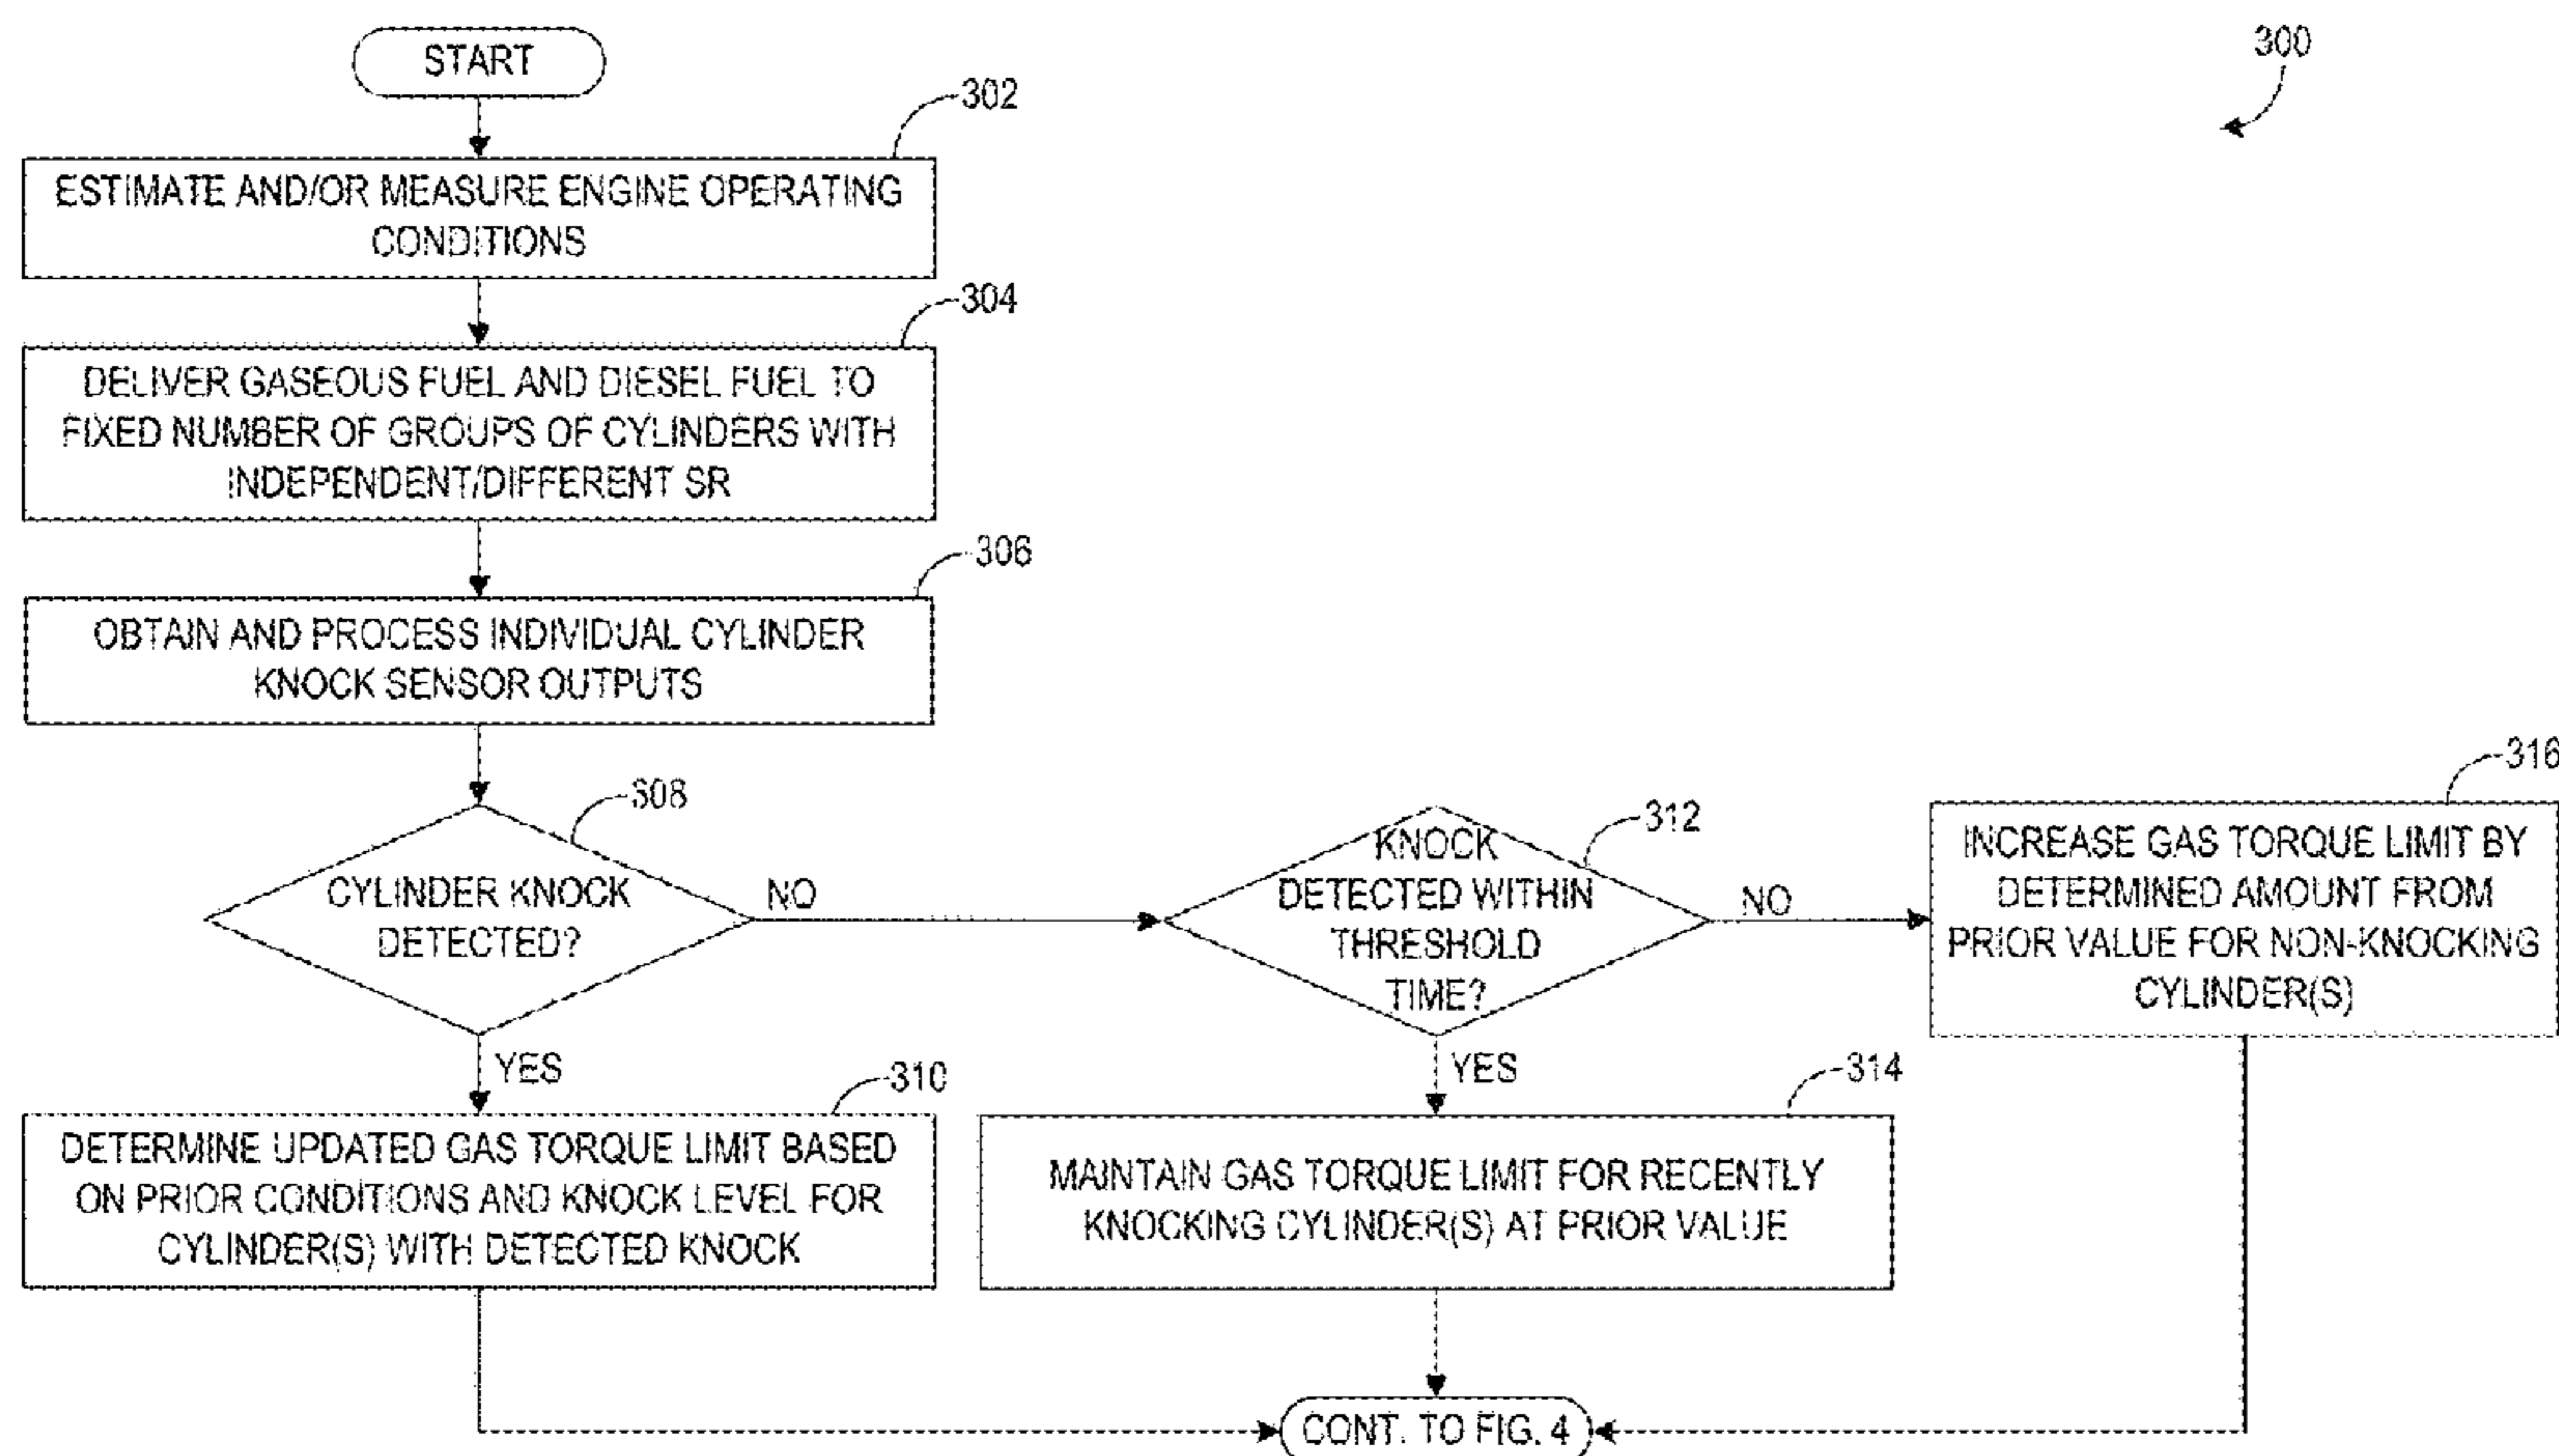 START
300
302
ESTIMATE AND/OR MEASURE ENGINE OPERATING
CONDITIONS
304
DELIVER GASEOUS FUEL AND DIESEL FUEL TO
FIXED NUMBER OF GROUPS OF CYLINDERS WITH
INDEPENDENT/DIFFERENT SR
306
OBTAIN AND PROCESS INDIVIDUAL CYLINDER
KNOCK SENSOR OUTPUTS
308
CYLINDER KNOCK
DETECTED?
NO
312
KNOCK
DETECTED WITHIN
THRESHOLD
TIME?
NO
316
INCREASE GAS TORQUE LIMIT BY
DETERMINED AMOUNT FROM
PRIOR VALUE FOR NON-KNOCKING
CYLINDER(S)
YES
310
DETERMINE UPDATED GAS TORQUE LIMIT BASED
ON PRIOR CONDITIONS AND KNOCK LEVEL FOR
CYLINDER(S) WITH DETECTED KNOCK
YES
314
MAINTAIN GAS TORQUE LIMIT FOR RECENTLY
KNOCKING CYLINDER(S) AT PRIOR VALUE
CONT. TO FIG. 4